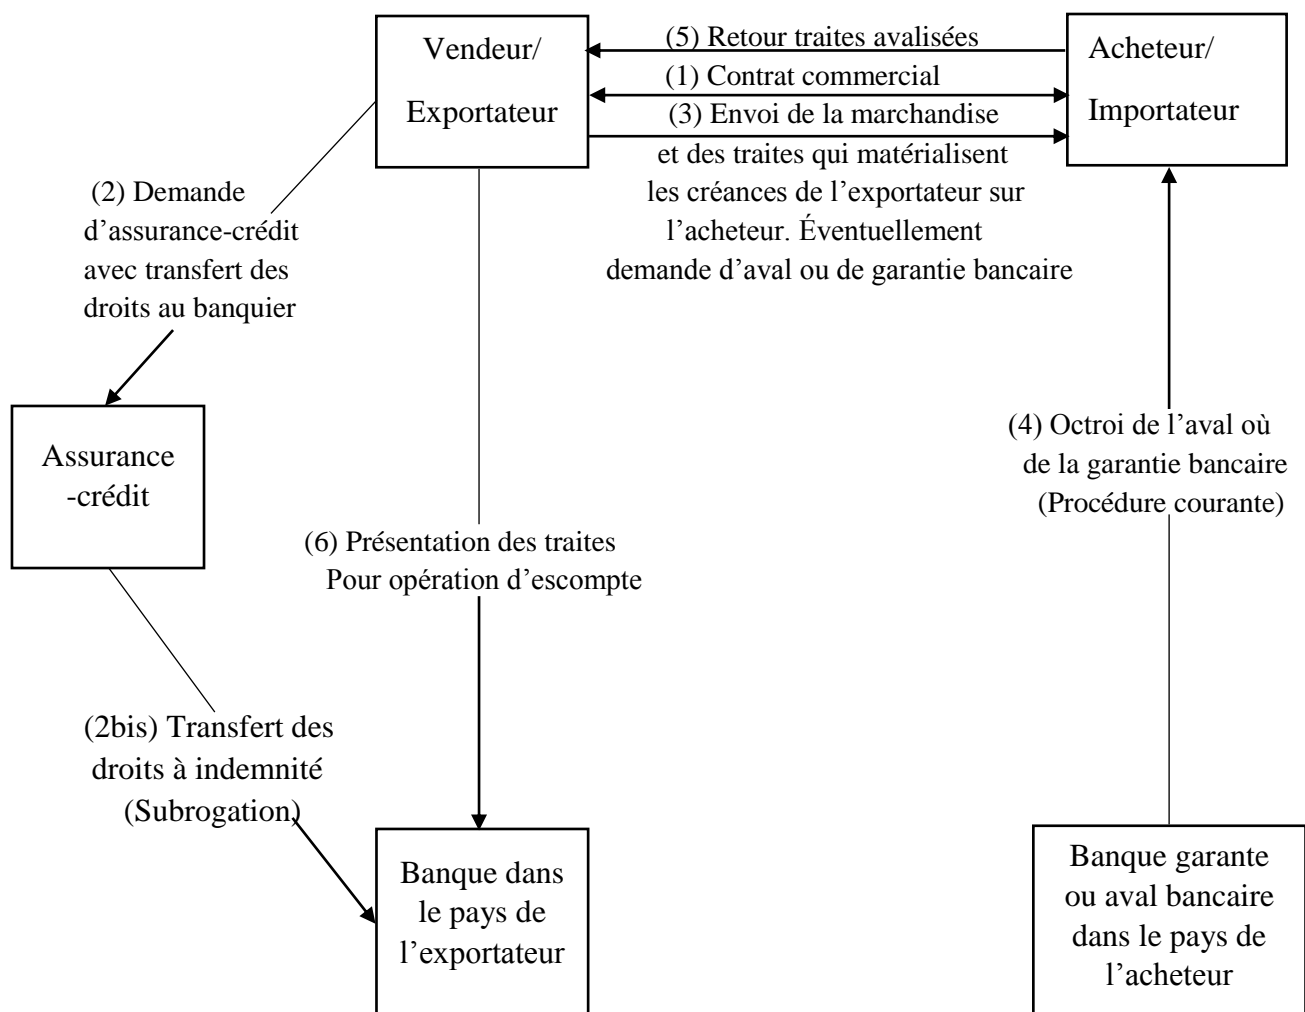 Vendeur/
Exportateur
(5) Retour traites avalisées
(1) Contrat commercial
(3) Envoi de la marchandise
et des traites qui matérialisent
les créances de l’exportateur sur
l’acheteur. Éventuellement
demande d’aval ou de garantie bancaire
Acheteur/
Importateur
(2) Demande
d’assurance-crédit
avec transfert des
droits au banquier
Assurance
-crédit
(4) Octroi de l’aval où
de la garantie bancaire
(Procédure courante)
(6) Présentation des traites
Pour opération d’escompte
(2bis) Transfert des
droits à indemnité
(Subrogation)
Banque dans
le pays de
l’exportateur
Banque garante
ou aval bancaire
dans le pays de
l’acheteur